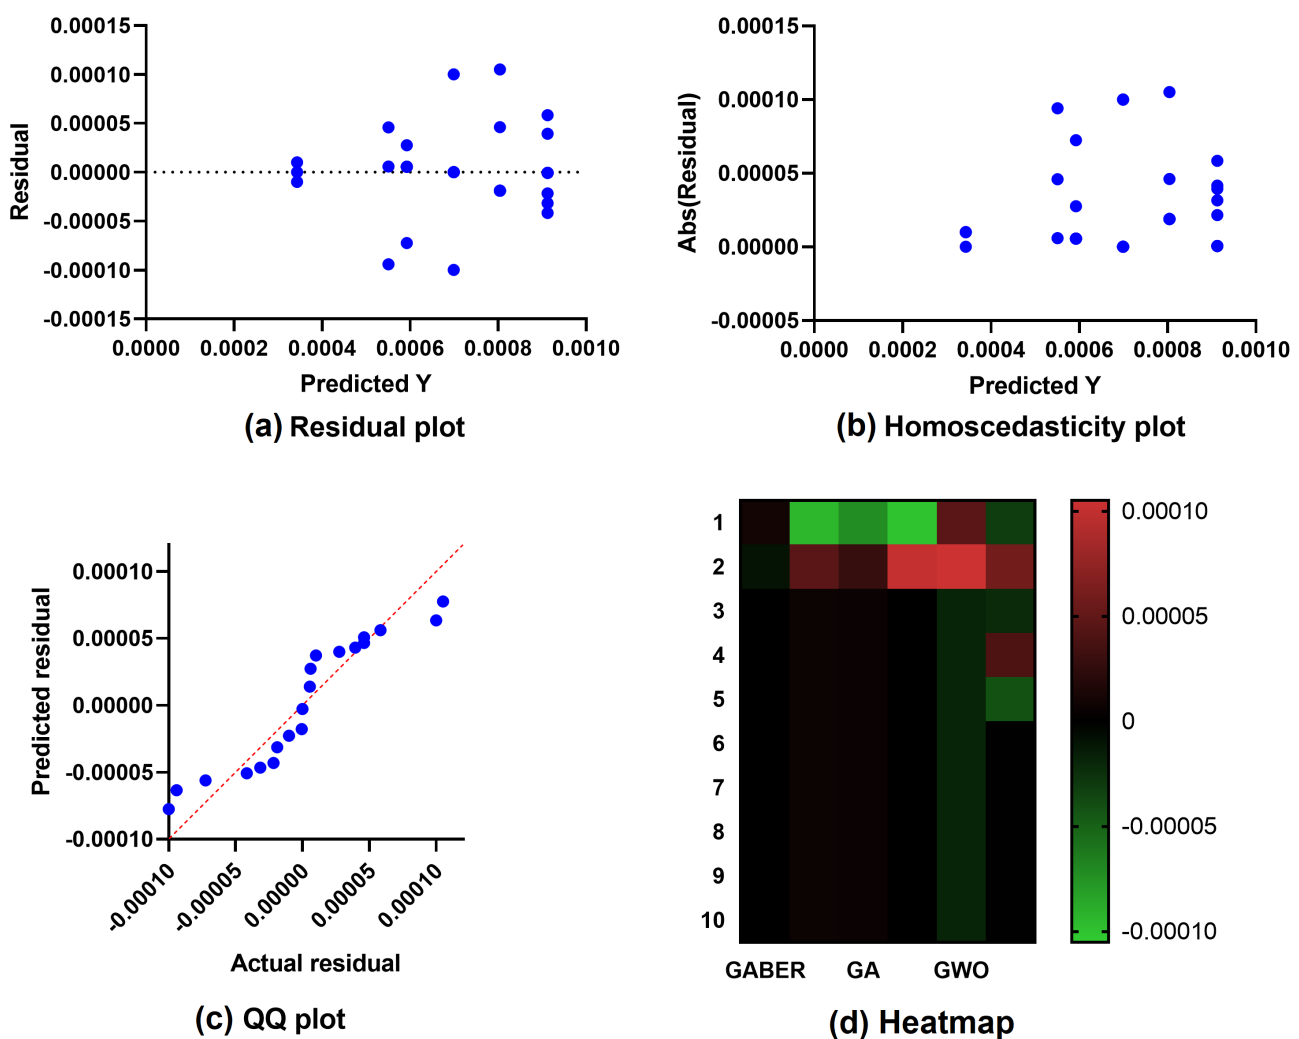 0.00015
0.00010
0.00005
0.00000
-0.00005
-0.00010
-0.00015
Residual
0.0000 0.0002 0.0004 0.0006 0.0008 0.0010
Predicted Y
(a) Residual plot
0.00015
0.00010
0.00005
0.00000
-0.00005
Abs(Residual)
0.0000 0.0002 0.0004 0.0006 0.0008 0.0010
Predicted Y
(b) Homoscedasticity plot
0.00010
0.00005
0.00000
-0.00005
-0.00010
Predicted residual
-0.00010 -0.00005 0.00000 0.00005 0.00010
Actual residual
(c) QQ plot
1
2
3
4
5
6
7
8
9
10
GABER GA GWO
0.00010
0.00005
0
-0.00005
-0.00010
(d) Heatmap